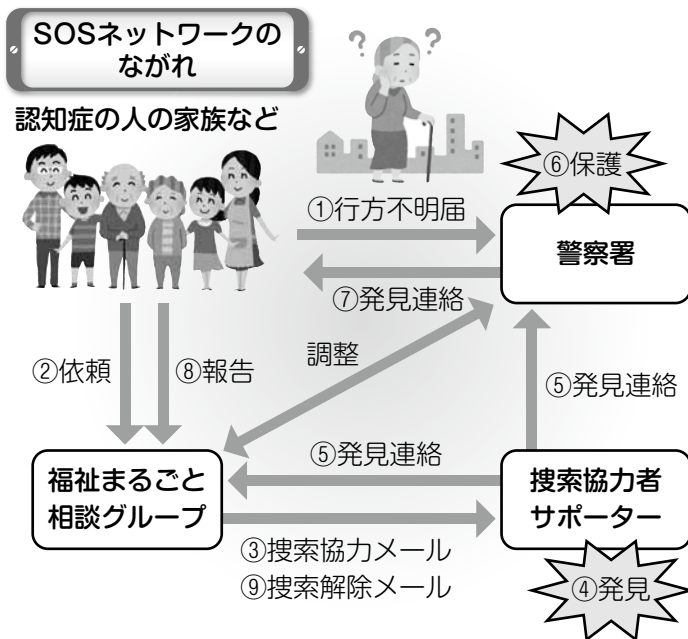 SOSネットワークの
ながれ
認知症の人の家族など
? ?
⑥保護
①行方不明届
警察署
⑦発見連絡
②依頼
⑧報告
調整
⑤発見連絡
⑤発見連絡
福祉まるごと
相談グループ
捜索協力者
サポーター
③捜索協力メール
⑨捜索解除メール
④発見